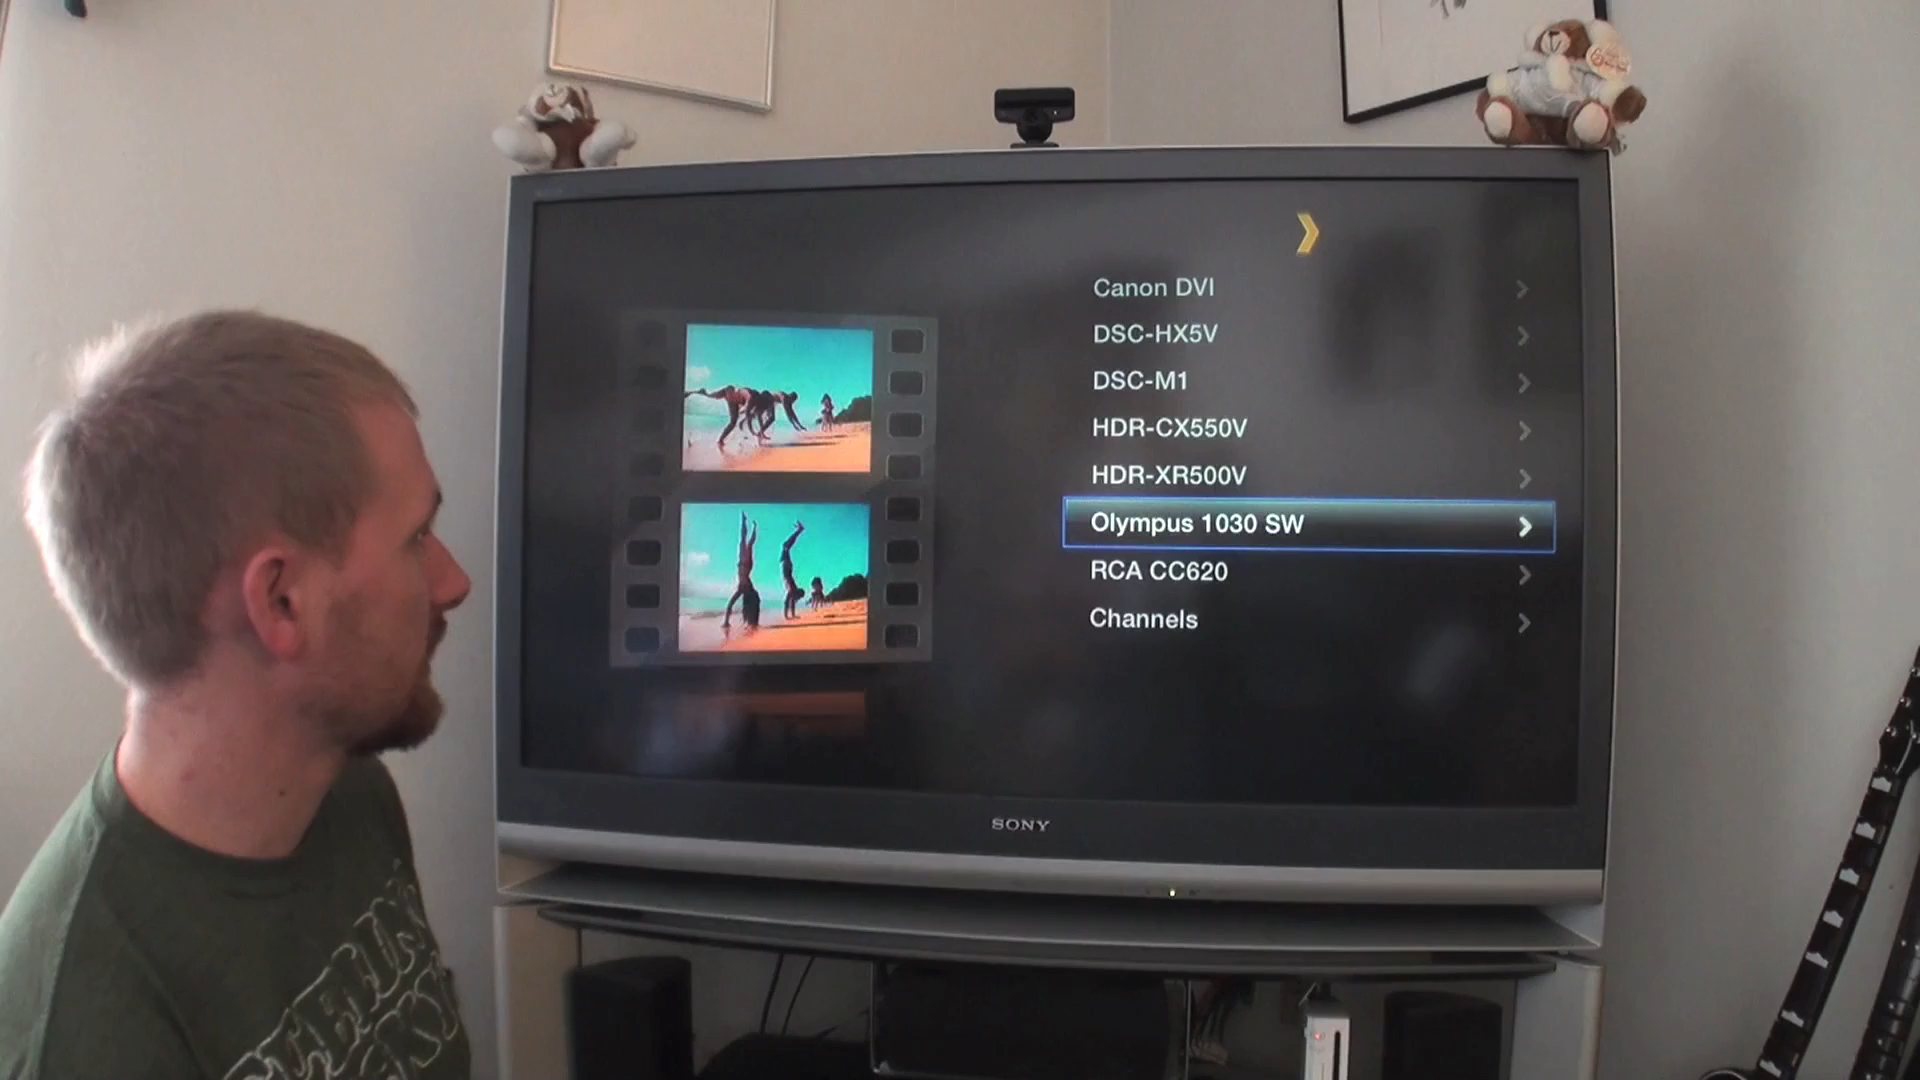 Canon DVI
DSC-HX5V
DSC-M1
HDR-CX550V
HDR-XR500V
Olympus 1030 SW
RCA CC620
Channels
SONY